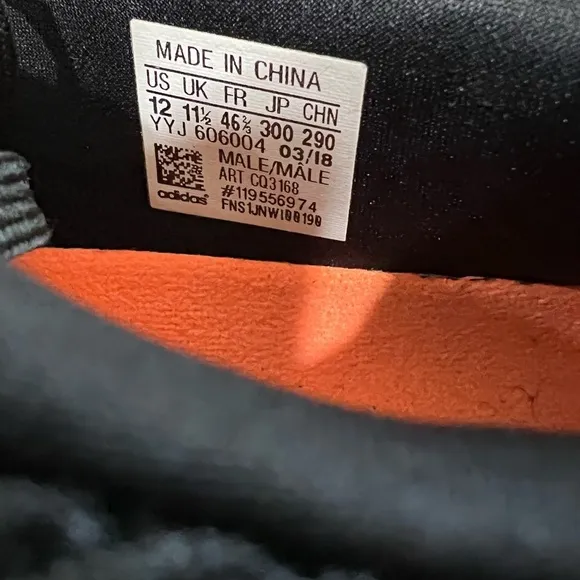 MADE IN CHINA
US UK FR JP CHN
12 11½ 46⅔ 300 290
YYJ 606004 03/18
MALE/MÂLE
ART CQ3168
#119556974
adidas FNS1JNW100190